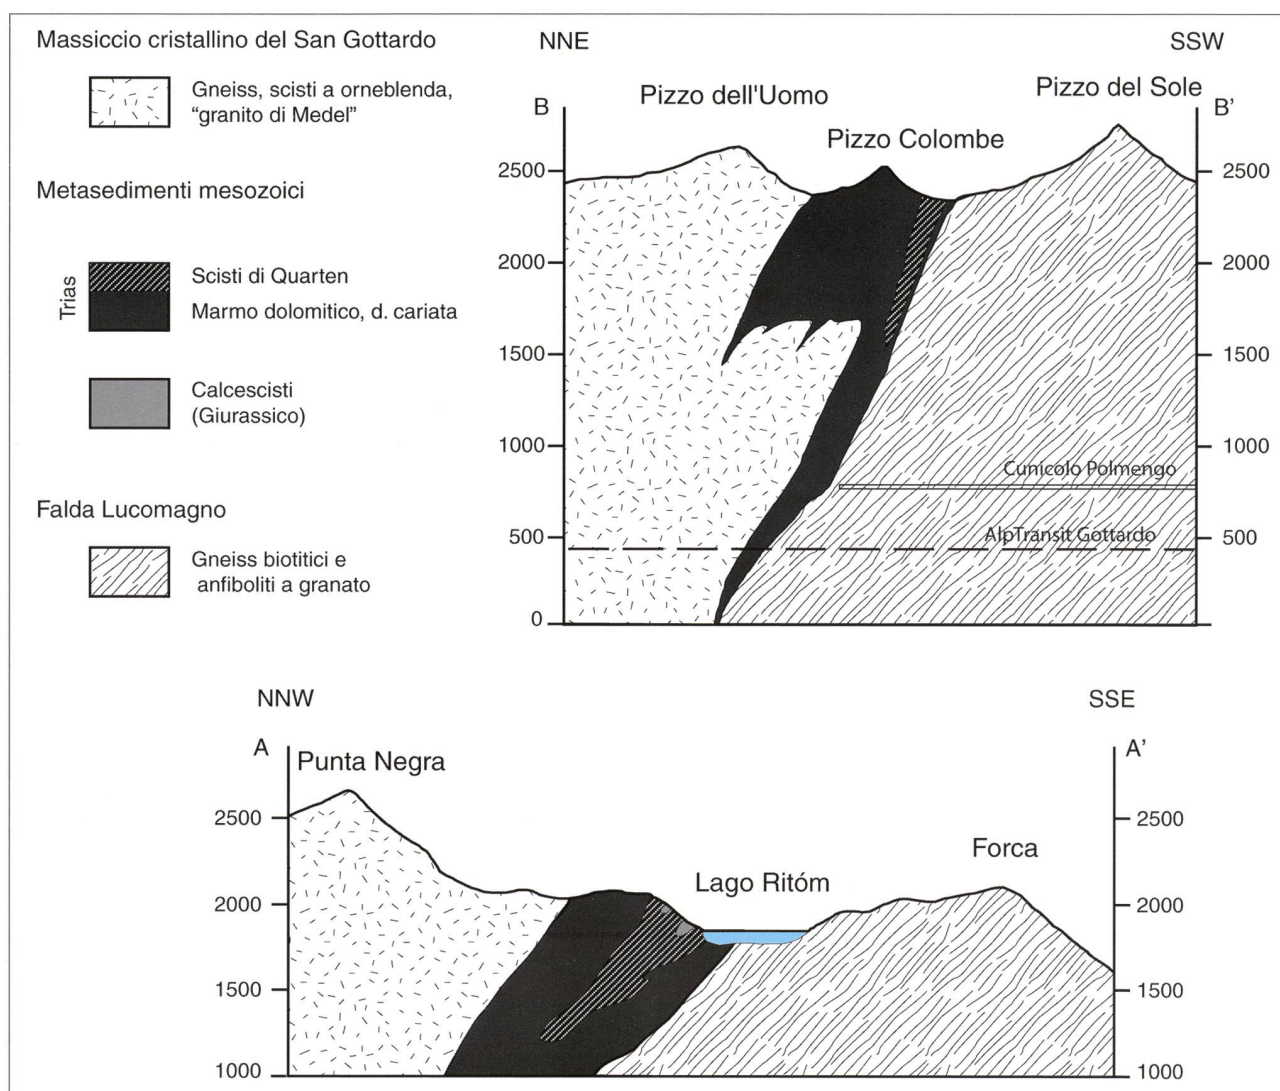 Massiccio cristallino del San Gottardo
Gneiss, scisti a orneblenda,
“granito di Medel”
Metasedimenti mesozoici
Trias
Scisti di Quarten
Marmo dolomitico, d. cariata
Calcescisti
(Giurassico)
Falda Lucomagno
Gneiss biotitici e
anfiboliti a granato
NNE
SSW
Pizzo dell'Uomo
Pizzo del Sole
B
B'
Pizzo Colombe
2500
2500
2000
2000
1500
1500
1000
1000
Cunicolo Polmengo
500
AlpTransit Gottardo
500
0
NNW
SSE
A
A'
Punta Negra
2500
2500
Forca
Lago Ritóm
2000
2000
1500
1500
1000
1000